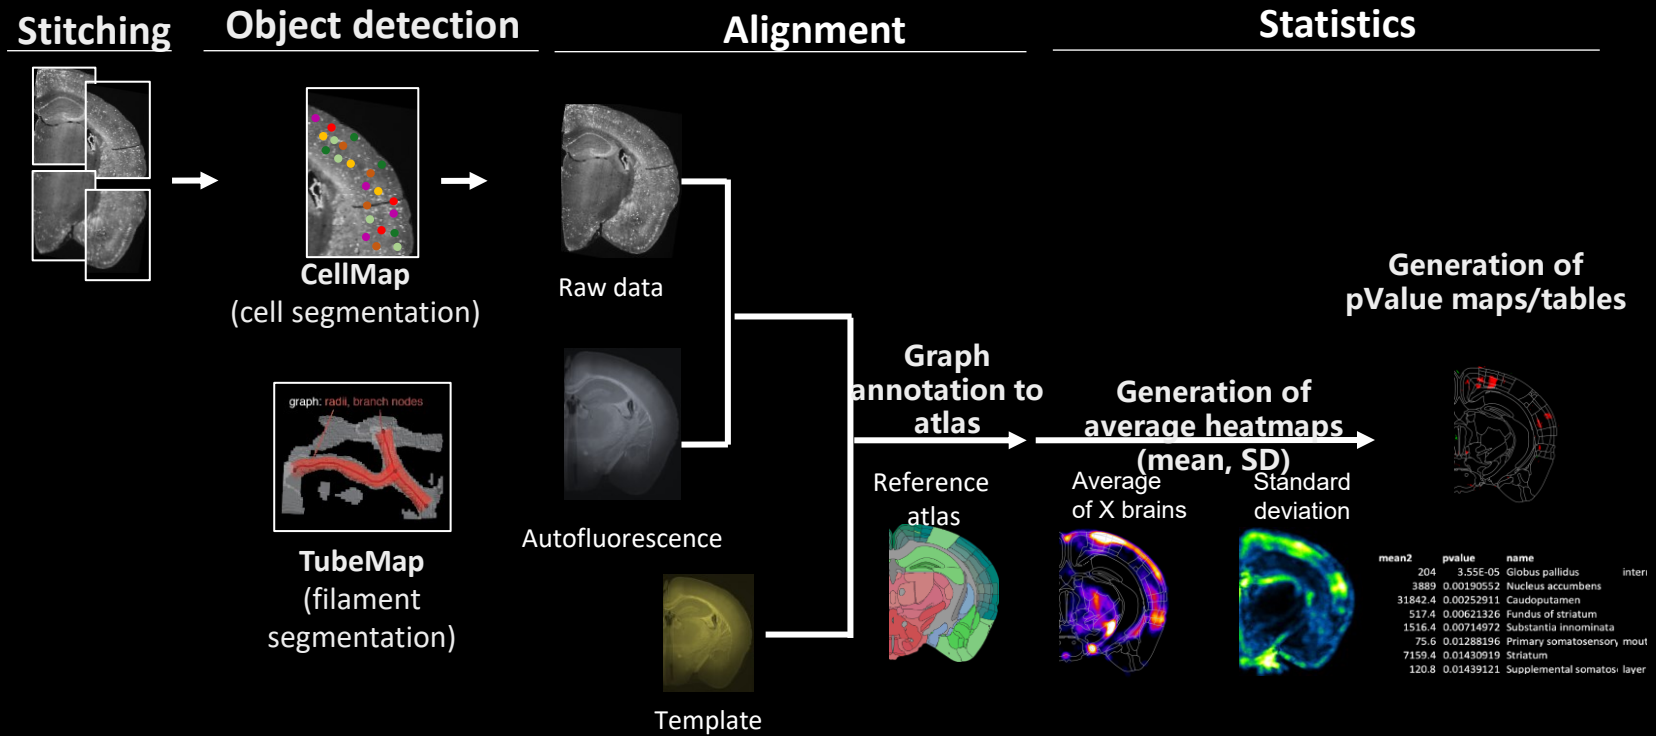 Stitching
Object detection
Alignment
Statistics
CellMap
(cell segmentation)
graph: radii, branch nodes
TubeMap
(filament
segmentation)
Raw data
Autofluorescence
Template
Graph
annotation to
atlas
Reference
atlas
Generation of
average heatmaps
(mean, SD)
Average
of X brains
Standard
deviation
Generation of
pValue maps/tables
mean2 pvalue name
204 3.55E-05 Globus pallidus
3889 0.00190552 Nucleus accumbens
31842.4 0.00252911 Caudoputamen
517.4 0.00621326 Fundus of striatum
1516.4 0.00714972 Substantia innominata
75.6 0.01288196 Primary somatosensory mout
7159.4 0.01430919 Striatum
120.8 0.01439121 Supplemental somatos layer